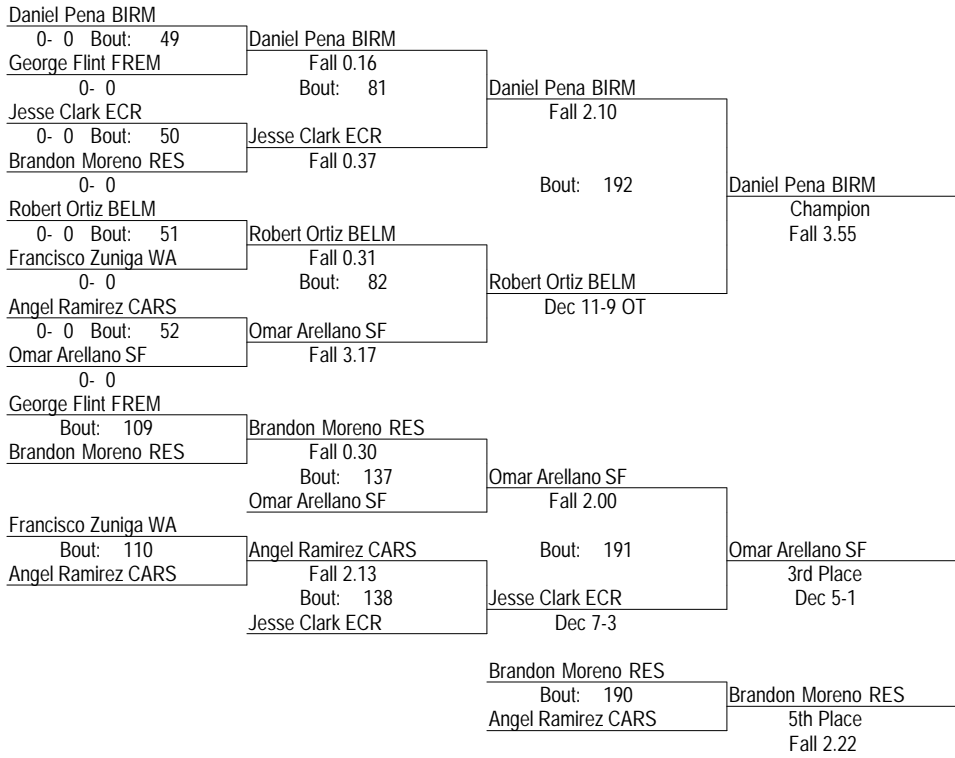 Daniel Pena BIRM
0- 0 Bout: 49 Daniel Pena BIRM
George Flint FREM Fall 0.16
0- 0 Bout: 81 Daniel Pena BIRM
Jesse Clark ECR Fall 2.10
0- 0 Bout: 50 Jesse Clark ECR
Brandon Moreno RES Fall 0.37
0- 0 Bout: 192 Daniel Pena BIRM
Robert Ortiz BELM Champion
0- 0 Bout: 51 Robert Ortiz BELM Fall 3.55
Francisco Zuniga WA Fall 0.31
0- 0 Bout: 82 Robert Ortiz BELM
Angel Ramirez CARS Dec 11-9 OT
0- 0 Bout: 52 Omar Arellano SF
Omar Arellano SF Fall 3.17
0- 0
George Flint FREM
Bout: 109 Brandon Moreno RES
Brandon Moreno RES Fall 0.30
Bout: 137 Omar Arellano SF
Omar Arellano SF Fall 2.00
Francisco Zuniga WA
Bout: 110 Angel Ramirez CARS Bout: 191 Omar Arellano SF
Angel Ramirez CARS Fall 2.13 3rd Place
Bout: 138 Jesse Clark ECR Dec 5-1
Jesse Clark ECR Dec 7-3
Brandon Moreno RES
Bout: 190 Brandon Moreno RES
Angel Ramirez CARS 5th Place
Fall 2.22